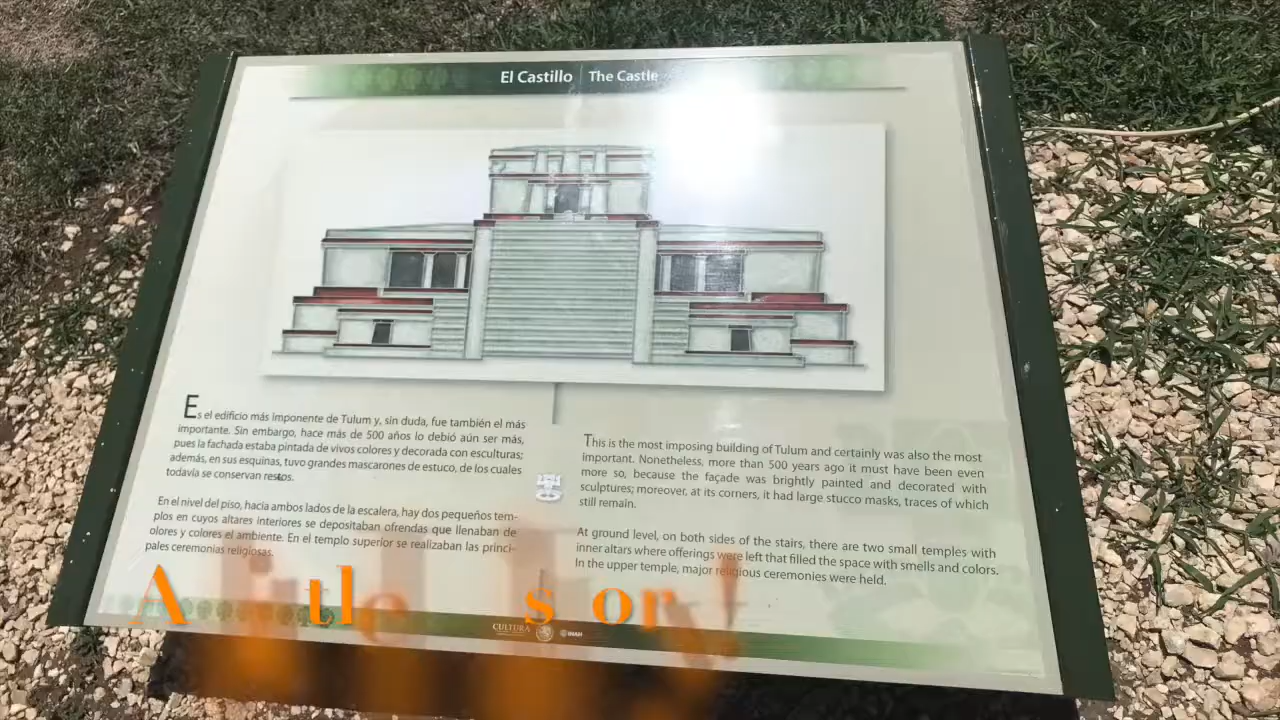 El Castillo The Castle
Es el edificio más imponente de Tulum y, sin duda, fue también el más
importante. Sin embargo, hace más de 500 años lo debió aún ser más,
pues la fachada estaba pintada de vivos colores y decorada con esculturas;
además, en sus esquinas, tuvo grandes mascarones de estuco, de los cuales
todavía se conservan restos.
En el nivel del piso, hacia ambos lados de la escalera, hay dos pequeños tem-
plos en cuyos altares interiores se depositaban ofrendas que llenaban de
olores y colores el ambiente. En el templo superior se realizaban las princi-
pales ceremonias religiosas.
This is the most imposing building of Tulum and certainly was also the most
important. Nonetheless, more than 500 years ago it must have been even
more so, because the façade was brightly painted and decorated with
sculptures; moreover, at its corners, it had large stucco masks, traces of which
still remain.
At ground level, on both sides of the stairs, there are two small temples with
inner altars where offerings were left that filled the space with smells and colors.
In the upper temple, major religious ceremonies were held.
A little story!
CULTURA INAH